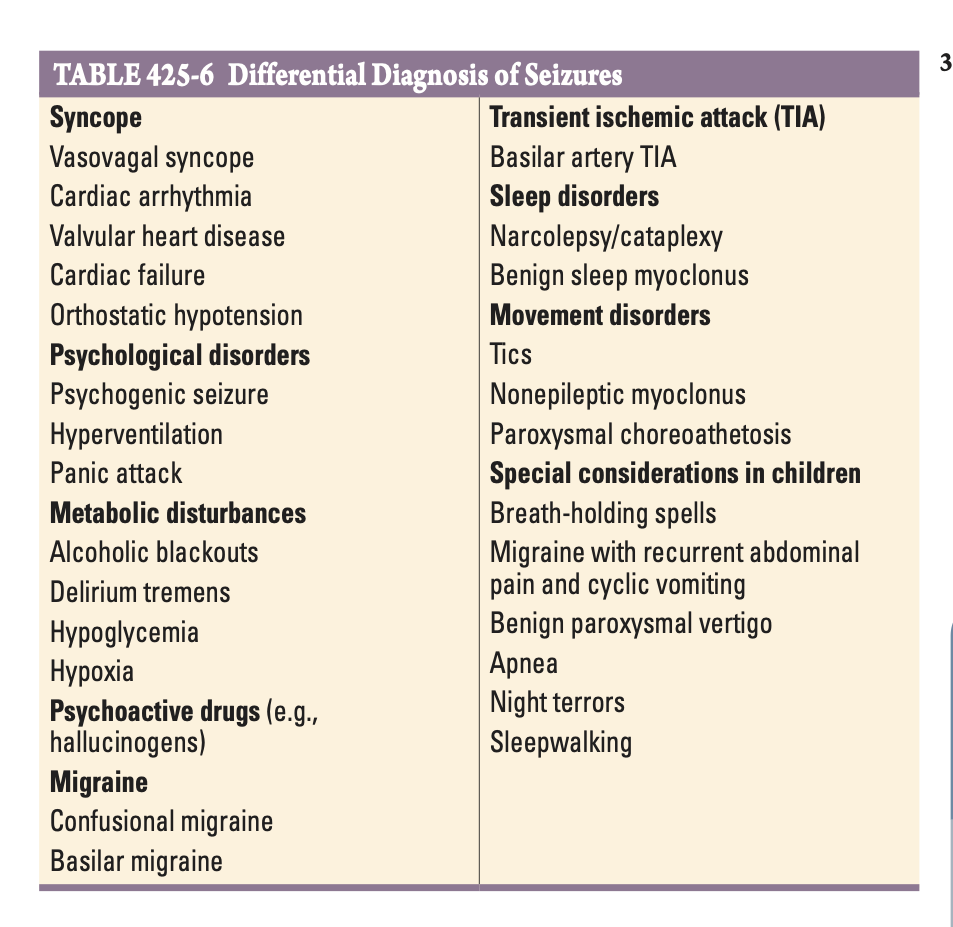 TABLE 425-6 Differential Diagnosis of Seizures
Syncope
Vasovagal syncope
Cardiac arrhythmia
Valvular heart disease
Cardiac failure
Orthostatic hypotension
Psychological disorders
Psychogenic seizure
Hyperventilation
Panic attack
Metabolic disturbances
Alcoholic blackouts
Delirium tremens
Hypoglycemia
Hypoxia
Psychoactive drugs (e.g.,
hallucinogens)
Migraine
Confusional migraine
Basilar migraine
Transient ischemic attack (TIA)
Basilar artery TIA
Sleep disorders
Narcolepsy/cataplexy
Benign sleep myoclonus
Movement disorders
Tics
Nonepileptic myoclonus
Paroxysmal choreoathetosis
Special considerations in children
Breath-holding spells
Migraine with recurrent abdominal
pain and cyclic vomiting
Benign paroxysmal vertigo
Apnea
Night terrors
Sleepwalking
3